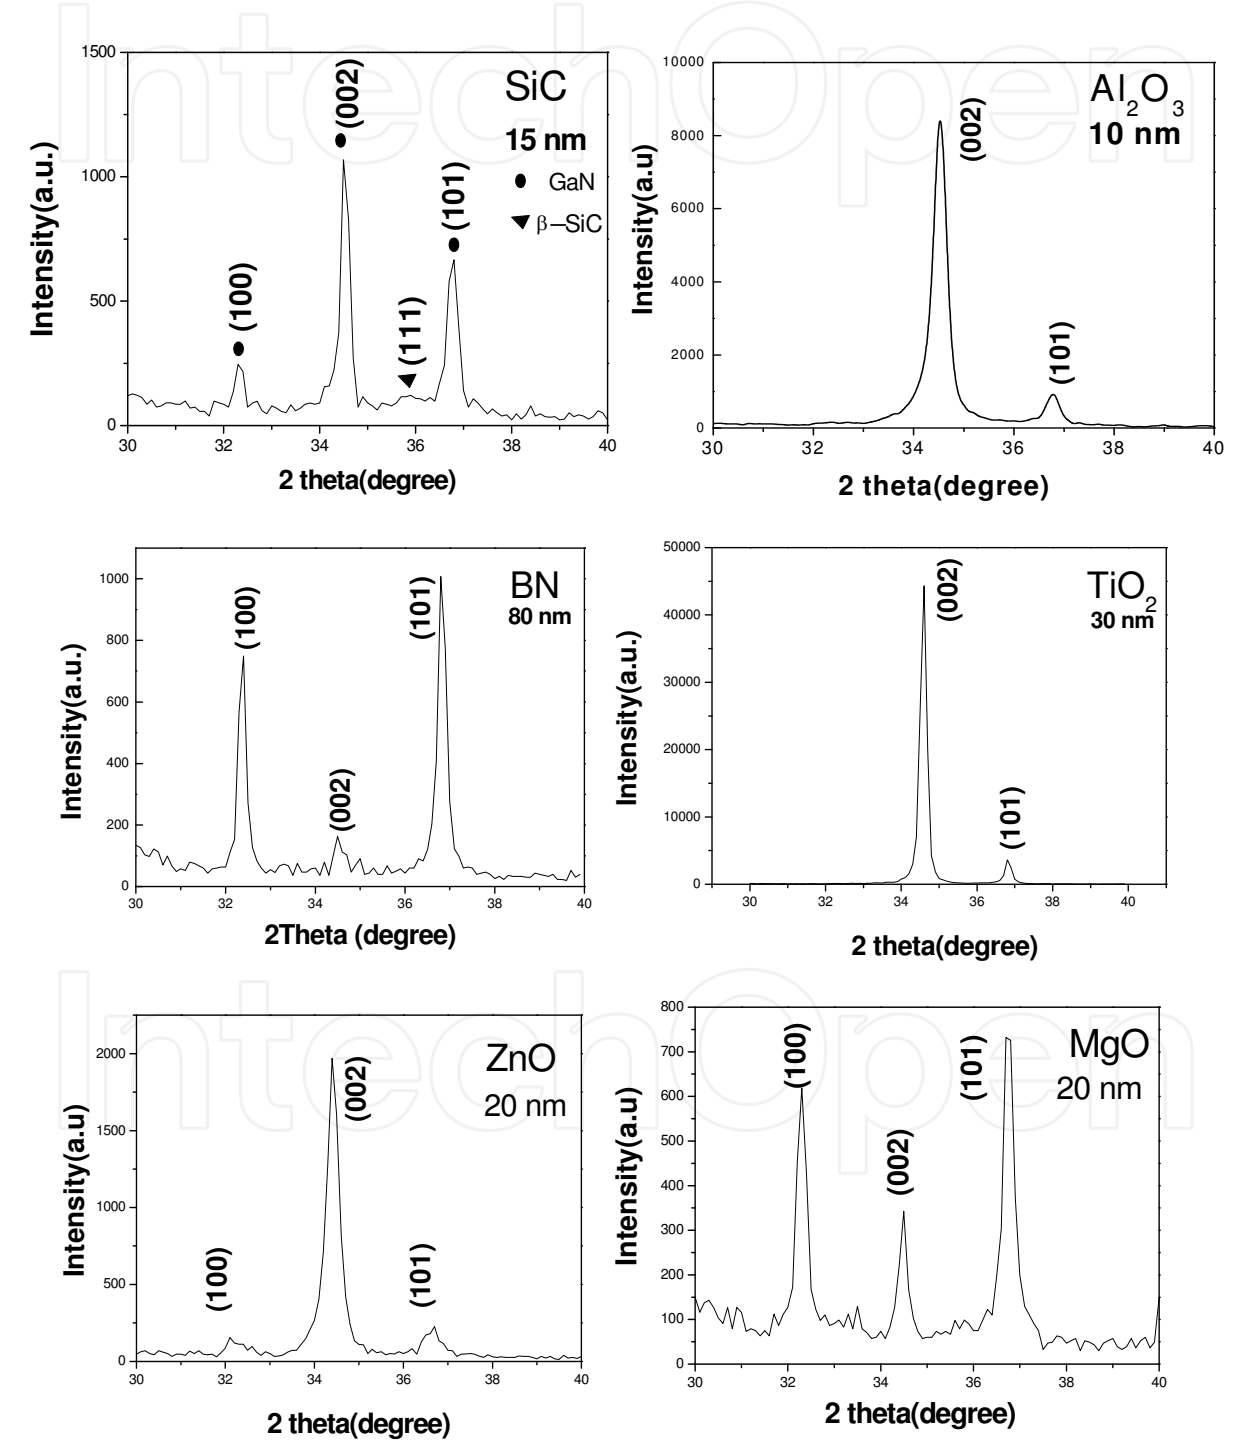 IntechOpen
SiC
15 nm
GaN
β–SiC
(100)
(002)
(111)
(101)
1500
1000
500
0
30 32 34 36 38 40
Intensity(a.u.)
2 theta(degree)
Al2O3
10 nm
(002)
(101)
10000
8000
6000
4000
2000
0
30 32 34 36 38 40
Intensity(a.u)
2 theta(degree)
BN
80 nm
(100)
(002)
(101)
1000
800
600
400
200
0
30 32 34 36 38 40
Intensity(a.u.)
2Theta (degree)
TiO2
30 nm
(002)
(101)
50000
40000
30000
20000
10000
0
30 32 34 36 38 40
Intensity(a.u.)
2 theta(degree)
IntechOpen
ZnO
20 nm
(100)
(002)
(101)
2000
1500
1000
500
0
30 32 34 36 38 40
Intensity(a.u)
2 theta(degree)
MgO
20 nm
(100)
(002)
(101)
800
700
600
500
400
300
200
100
0
30 32 34 36 38 40
Intensity(a.u)
2 theta(degree)